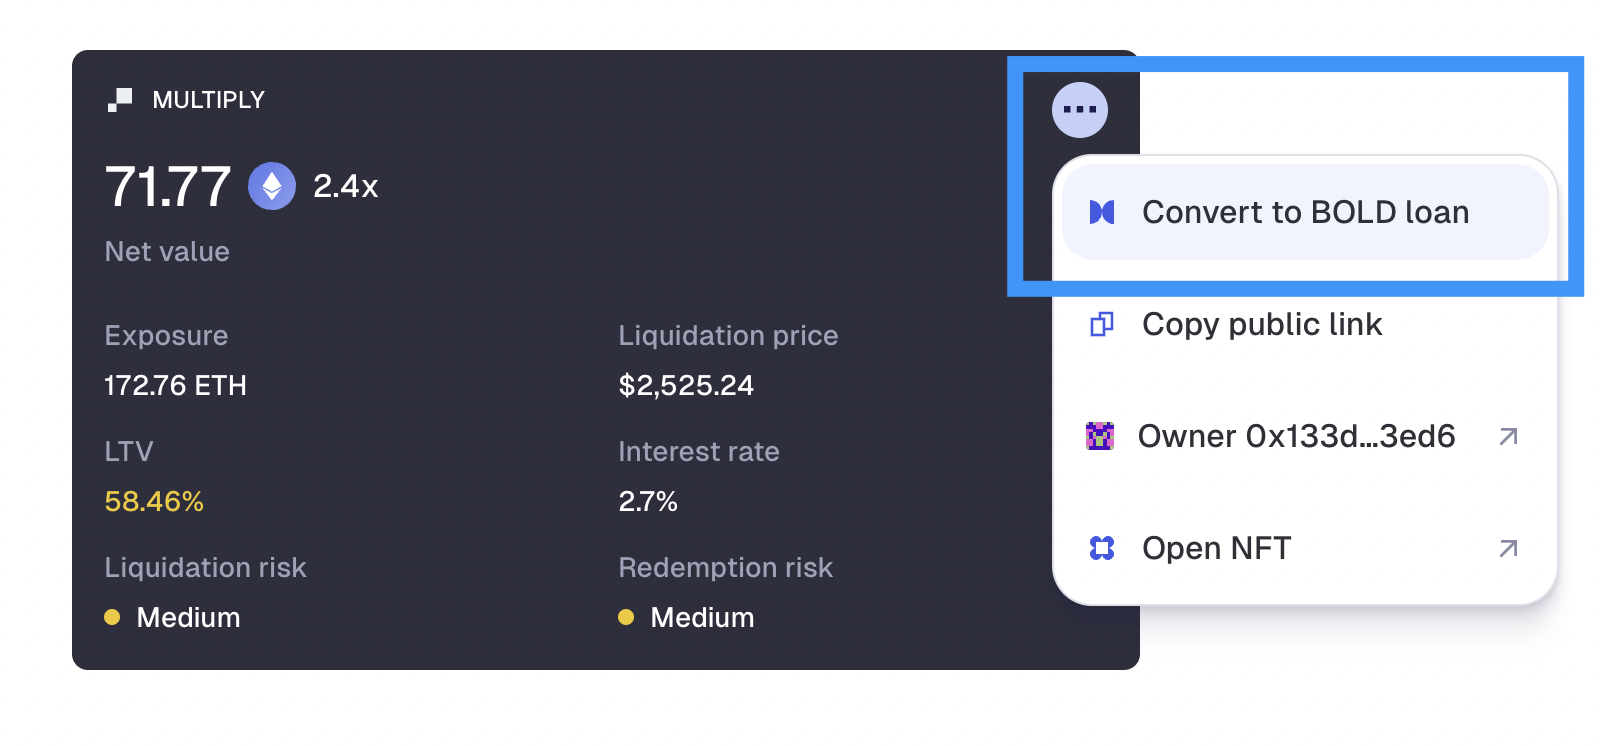 MULTIPLY
71.77 2.4x
Net value
Exposure
172.76 ETH
Liquidation price
$2,525.24
LTV
58.46%
Interest rate
2.7%
Liquidation risk
Medium
Redemption risk
Medium
Convert to BOLD loan
Copy public link
Owner 0x133d...3ed6
Open NFT